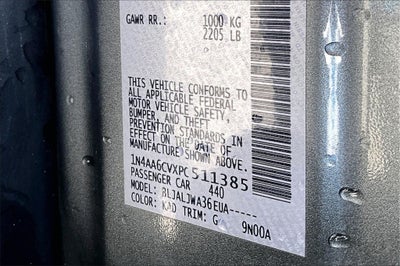 GAWR RR.: 1000 KG
2205 LB
THIS VEHICLE CONFORMS TO
ALL APPLICABLE FEDERAL
MOTOR VEHICLE SAFETY,
BUMPER, AND THEFT
PREVENTION STANDARDS IN
EFFECT ON THE DATE OF
MANUFACTURE SHOWN ABOVE.
1N4AA6CVXPC511385
PASSENGER CAR 440
MODEL: BLJALJWA36EUA-----
COLOR: KAD TRIM: G 9N00A